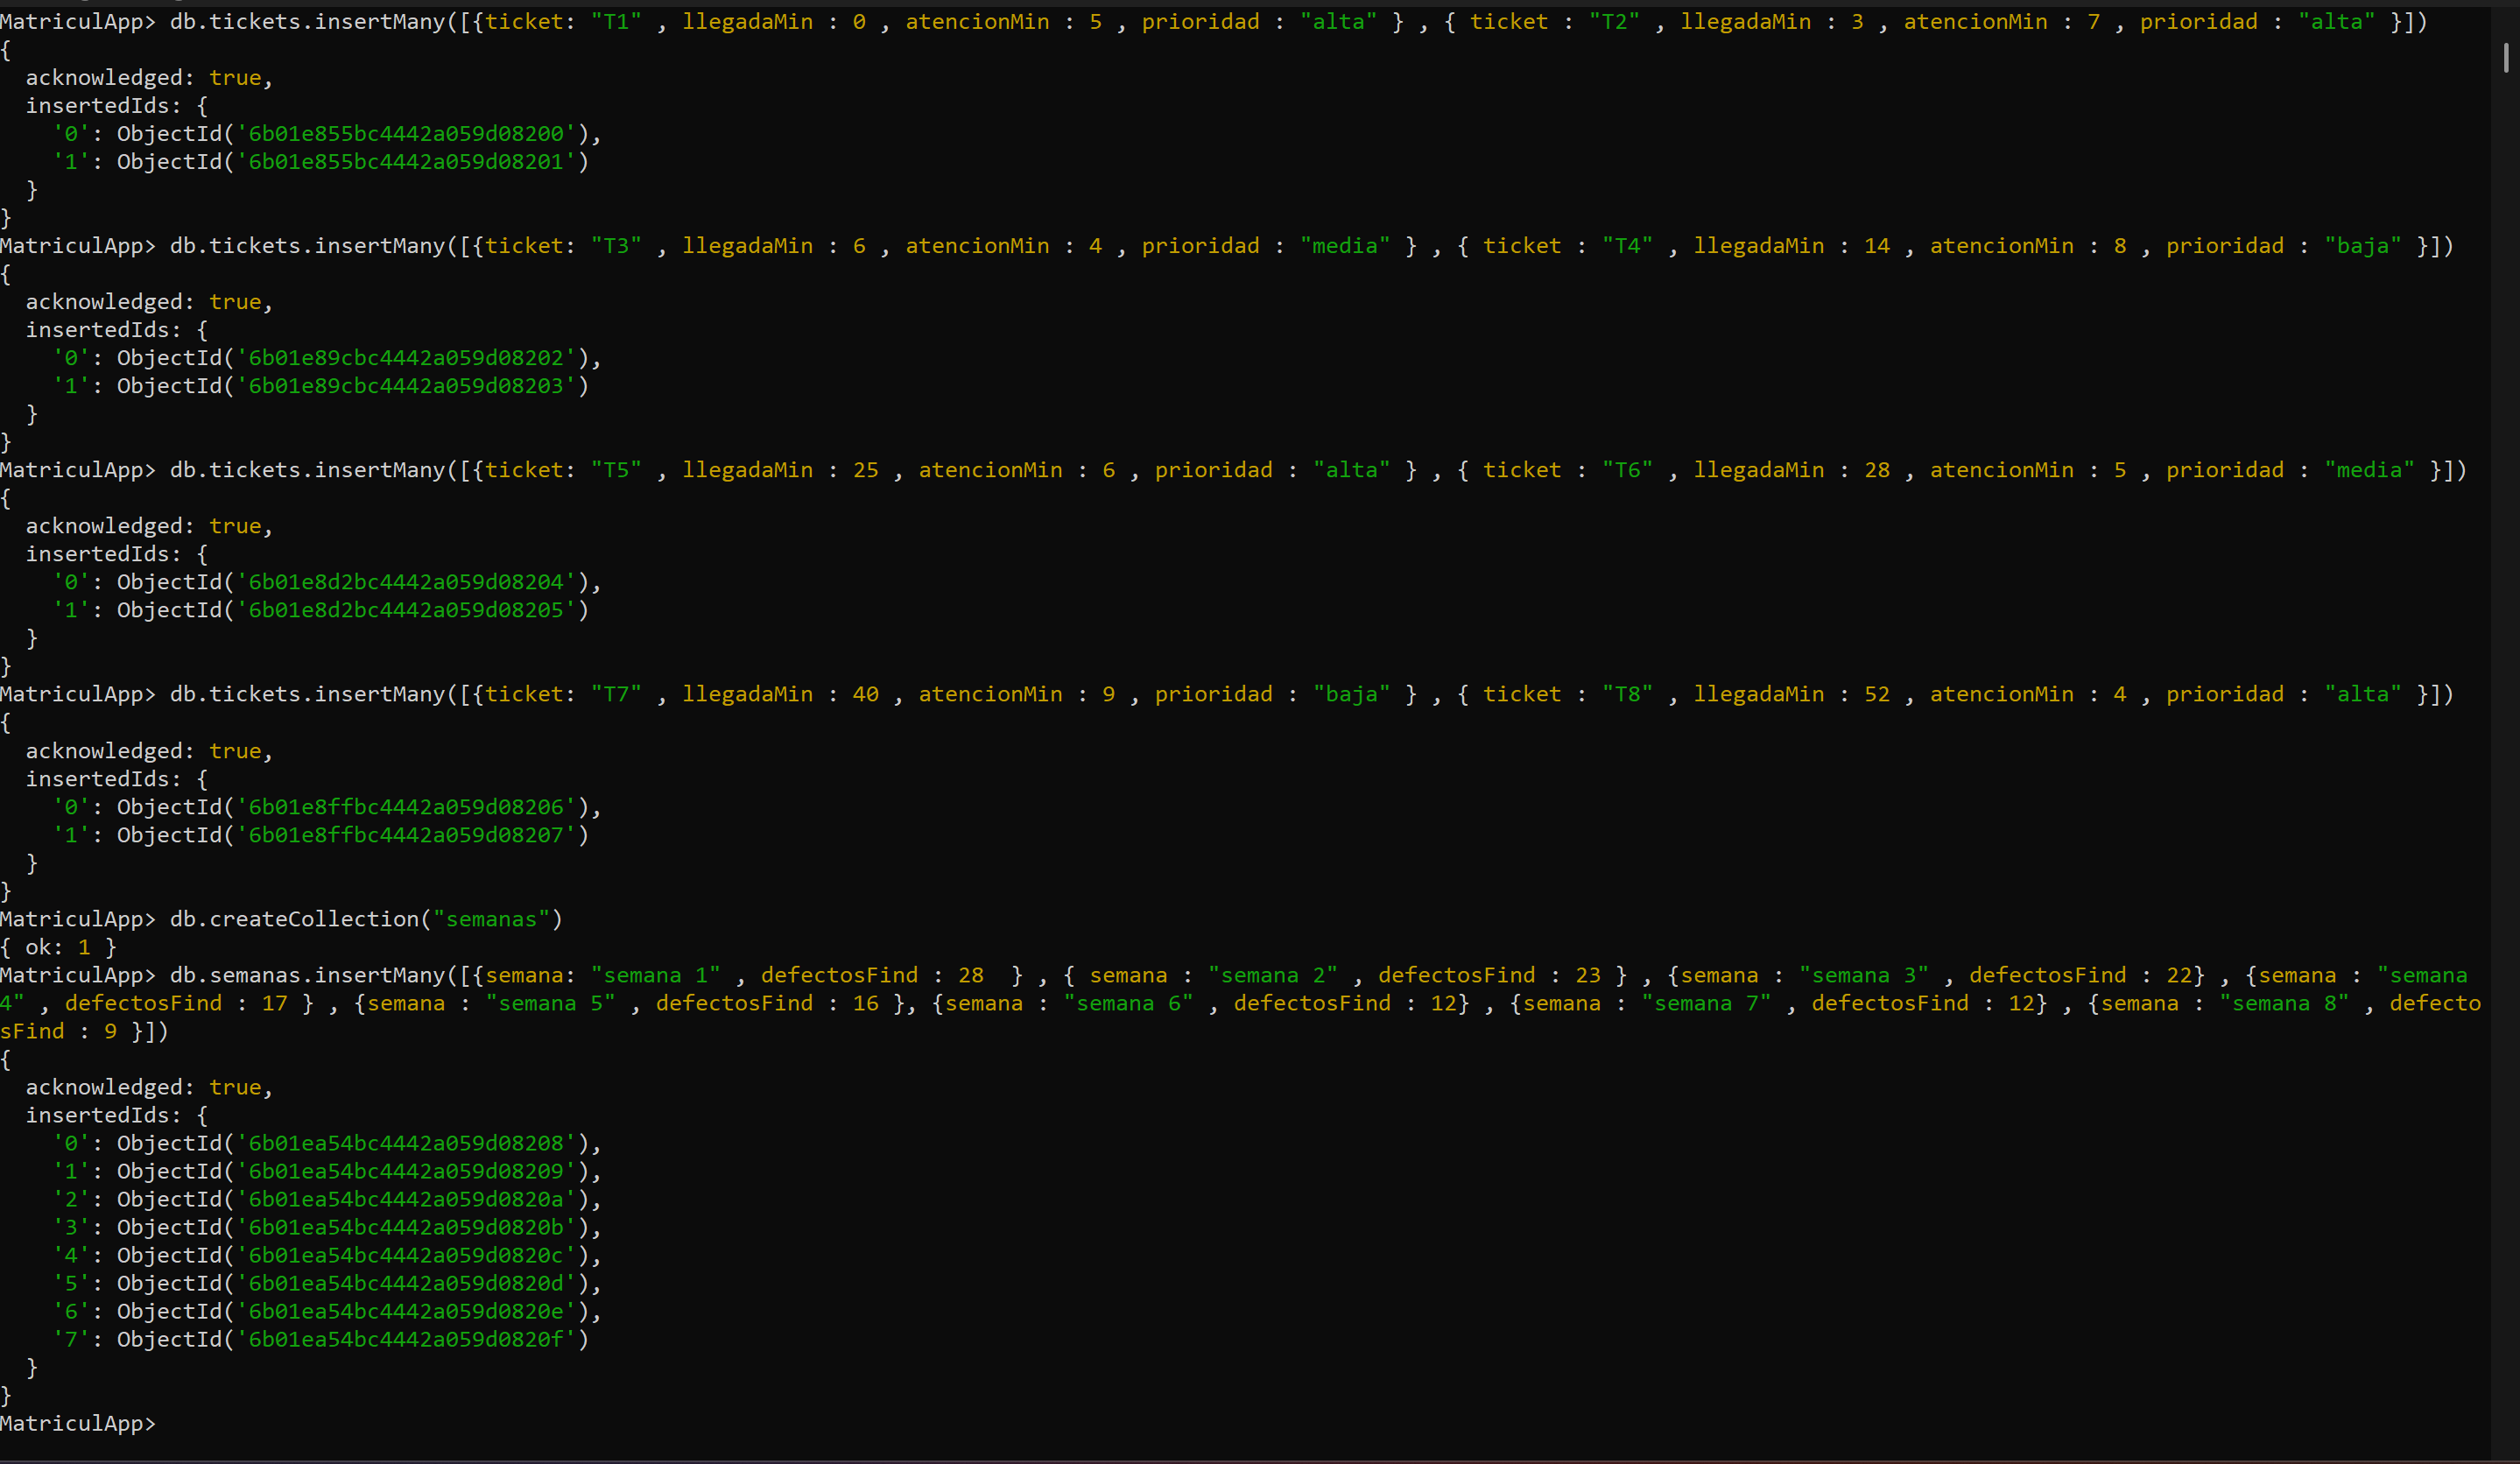 MatriculApp> db.tickets.insertMany([{ticket: "T1" , llegadaMin : 0 , atencionMin : 5 , prioridad : "alta" } , { ticket : "T2" , llegadaMin : 3 , atencionMin : 7 , prioridad : "alta" }])
{
  acknowledged: true,
  insertedIds: {
    '0': ObjectId('6b01e855bc4442a059d08200'),
    '1': ObjectId('6b01e855bc4442a059d08201')
  }
}
MatriculApp> db.tickets.insertMany([{ticket: "T3" , llegadaMin : 6 , atencionMin : 4 , prioridad : "media" } , { ticket : "T4" , llegadaMin : 14 , atencionMin : 8 , prioridad : "baja" }])
{
  acknowledged: true,
  insertedIds: {
    '0': ObjectId('6b01e89cbc4442a059d08202'),
    '1': ObjectId('6b01e89cbc4442a059d08203')
  }
}
MatriculApp> db.tickets.insertMany([{ticket: "T5" , llegadaMin : 25 , atencionMin : 6 , prioridad : "alta" } , { ticket : "T6" , llegadaMin : 28 , atencionMin : 5 , prioridad : "media" }])
{
  acknowledged: true,
  insertedIds: {
    '0': ObjectId('6b01e8d2bc4442a059d08204'),
    '1': ObjectId('6b01e8d2bc4442a059d08205')
  }
}
MatriculApp> db.tickets.insertMany([{ticket: "T7" , llegadaMin : 40 , atencionMin : 9 , prioridad : "baja" } , { ticket : "T8" , llegadaMin : 52 , atencionMin : 4 , prioridad : "alta" }])
{
  acknowledged: true,
  insertedIds: {
    '0': ObjectId('6b01e8ffbc4442a059d08206'),
    '1': ObjectId('6b01e8ffbc4442a059d08207')
  }
}
MatriculApp> db.createCollection("semanas")
{ ok: 1 }
MatriculApp> db.semanas.insertMany([{semana: "semana 1" , defectosFind : 28  } , { semana : "semana 2" , defectosFind : 23 } , {semana : "semana 3" , defectosFind : 22} , {semana : "semana
4" , defectosFind : 17 } , {semana : "semana 5" , defectosFind : 16 }, {semana : "semana 6" , defectosFind : 12} , {semana : "semana 7" , defectosFind : 12} , {semana : "semana 8" , defecto
sFind : 9 }])
{
  acknowledged: true,
  insertedIds: {
    '0': ObjectId('6b01ea54bc4442a059d08208'),
    '1': ObjectId('6b01ea54bc4442a059d08209'),
    '2': ObjectId('6b01ea54bc4442a059d0820a'),
    '3': ObjectId('6b01ea54bc4442a059d0820b'),
    '4': ObjectId('6b01ea54bc4442a059d0820c'),
    '5': ObjectId('6b01ea54bc4442a059d0820d'),
    '6': ObjectId('6b01ea54bc4442a059d0820e'),
    '7': ObjectId('6b01ea54bc4442a059d0820f')
  }
}
MatriculApp>